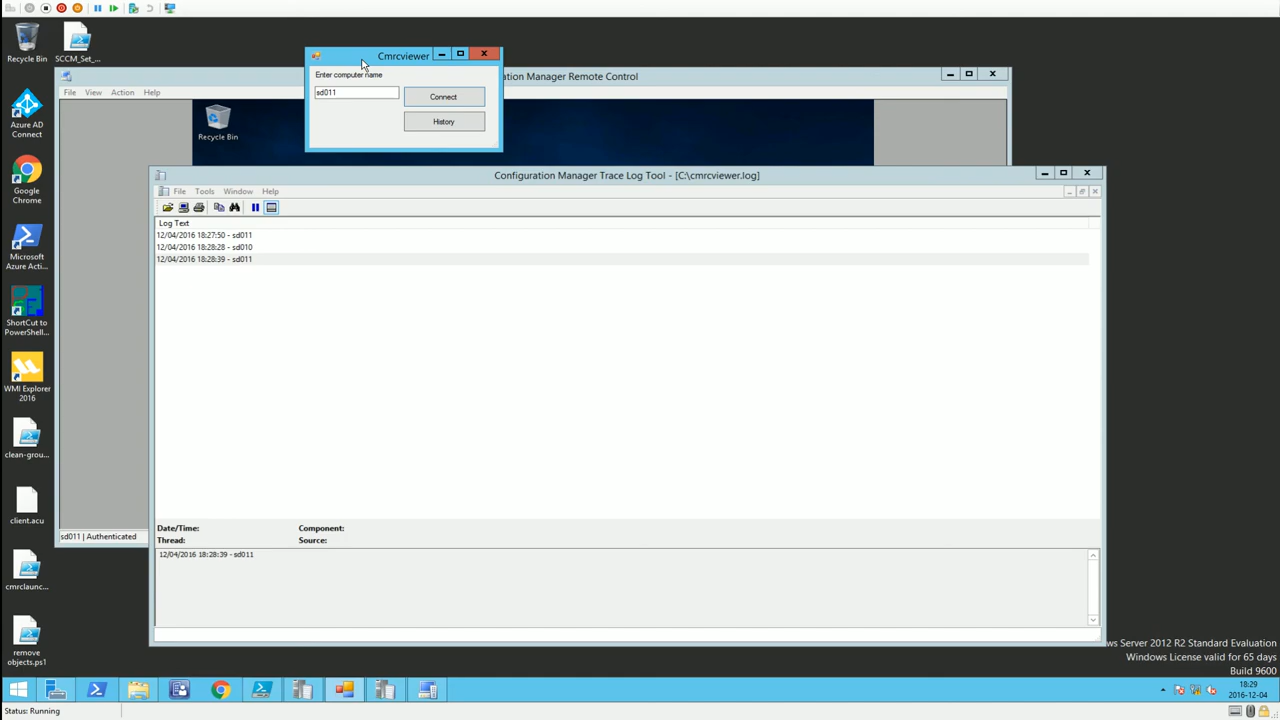 Recycle Bin
SCCM_Set_...
Cmrcviewer
Enter computer name
sd011
Connect
History
ration Manager Remote Control
File View Action Help
Recycle Bin
Azure AD
Connect
Google
Chrome
Microsoft
Azure Acti...
ShortCut to
PowerShell...
WMI Explorer
2016
clean-grou...
client.acu
cmrclaunc...
remove
objects.ps1
Configuration Manager Trace Log Tool - [C:\cmrcviewer.log]
File Tools Window Help
Log Text
12/04/2016 18:27:50 - sd011
12/04/2016 18:28:28 - sd010
12/04/2016 18:28:39 - sd011
Date/Time: Component:
Thread: Source:
12/04/2016 18:28:39 - sd011
sd011 | Authenticated
ws Server 2012 R2 Standard Evaluation
Windows License valid for 65 days
Build 9600
18:29
2016-12-04
Status: Running